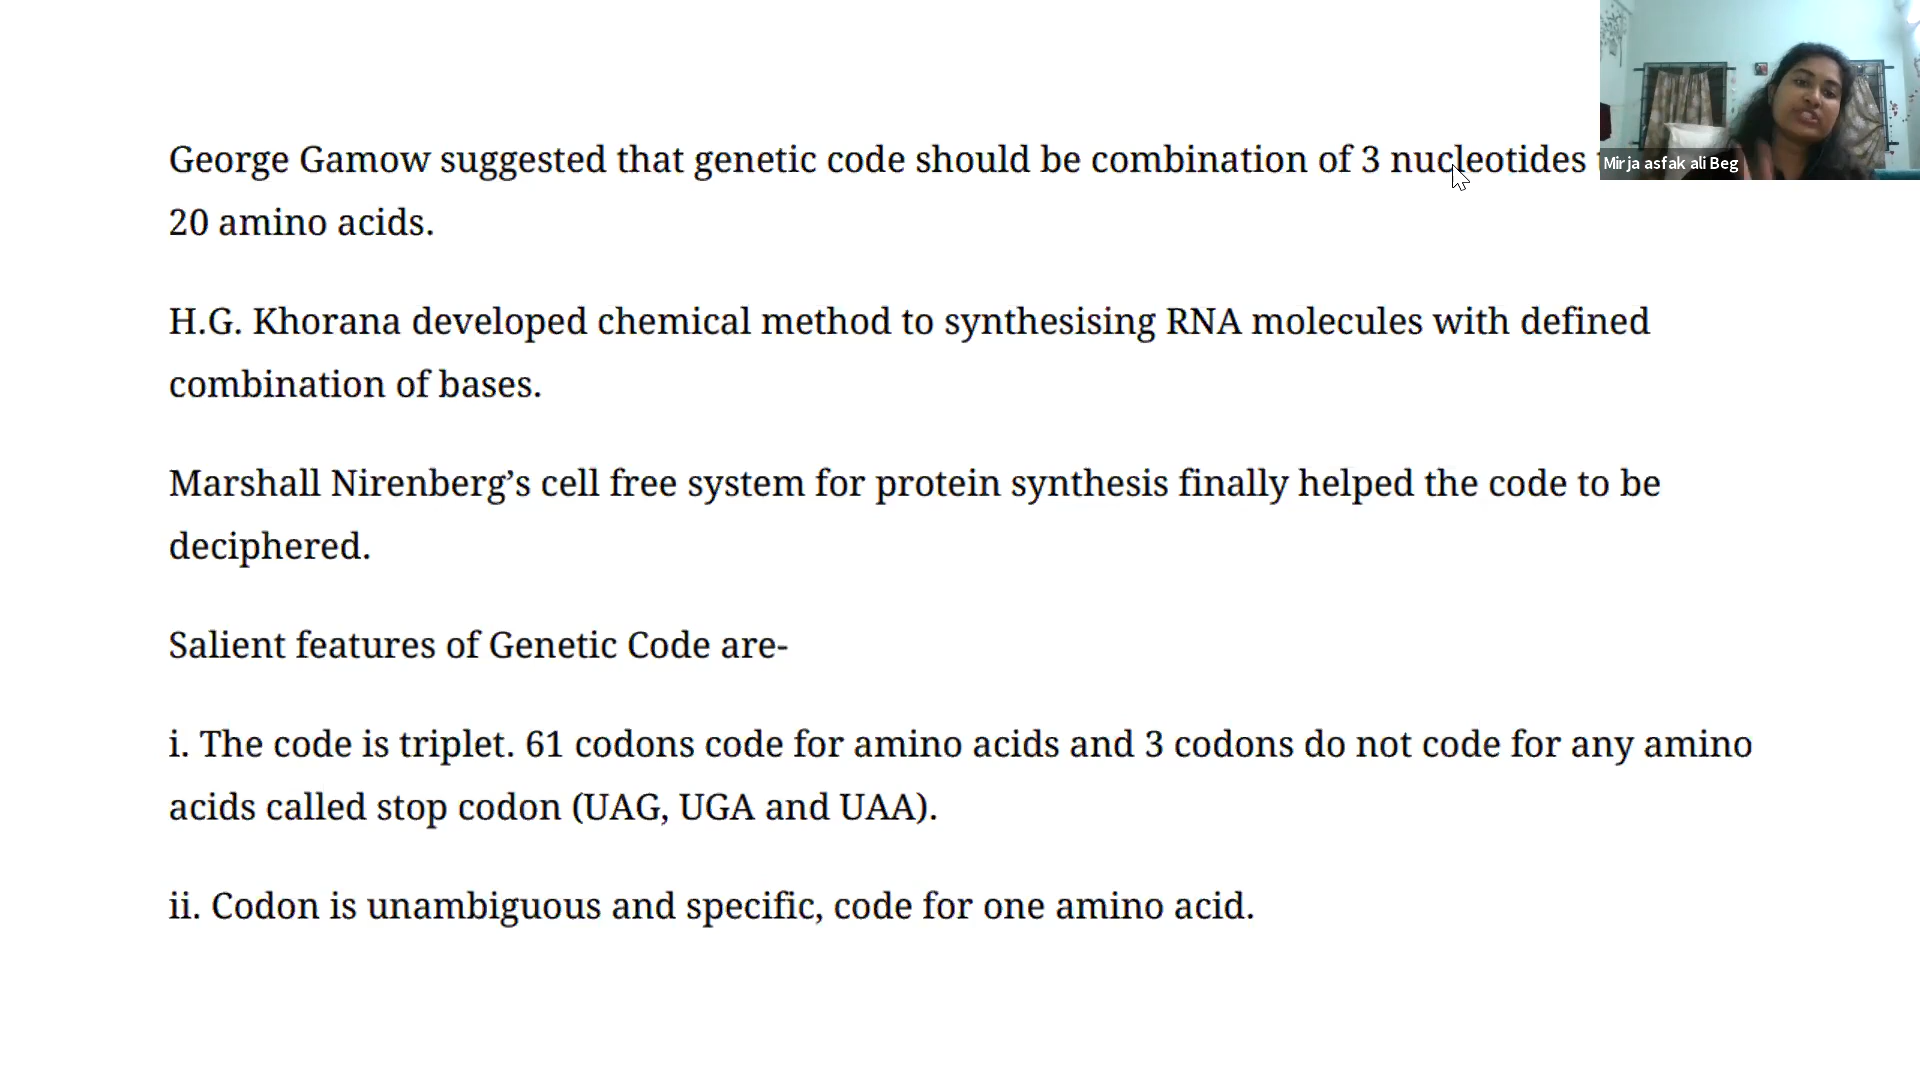 George Gamow suggested that genetic code should be combination of 3 nucleotides
20 amino acids.
H.G. Khorana developed chemical method to synthesising RNA molecules with defined
combination of bases.
Marshall Nirenberg’s cell free system for protein synthesis finally helped the code to be
deciphered.
Salient features of Genetic Code are-
i. The code is triplet. 61 codons code for amino acids and 3 codons do not code for any amino
acids called stop codon (UAG, UGA and UAA).
ii. Codon is unambiguous and specific, code for one amino acid.
Mirja asfak ali Beg